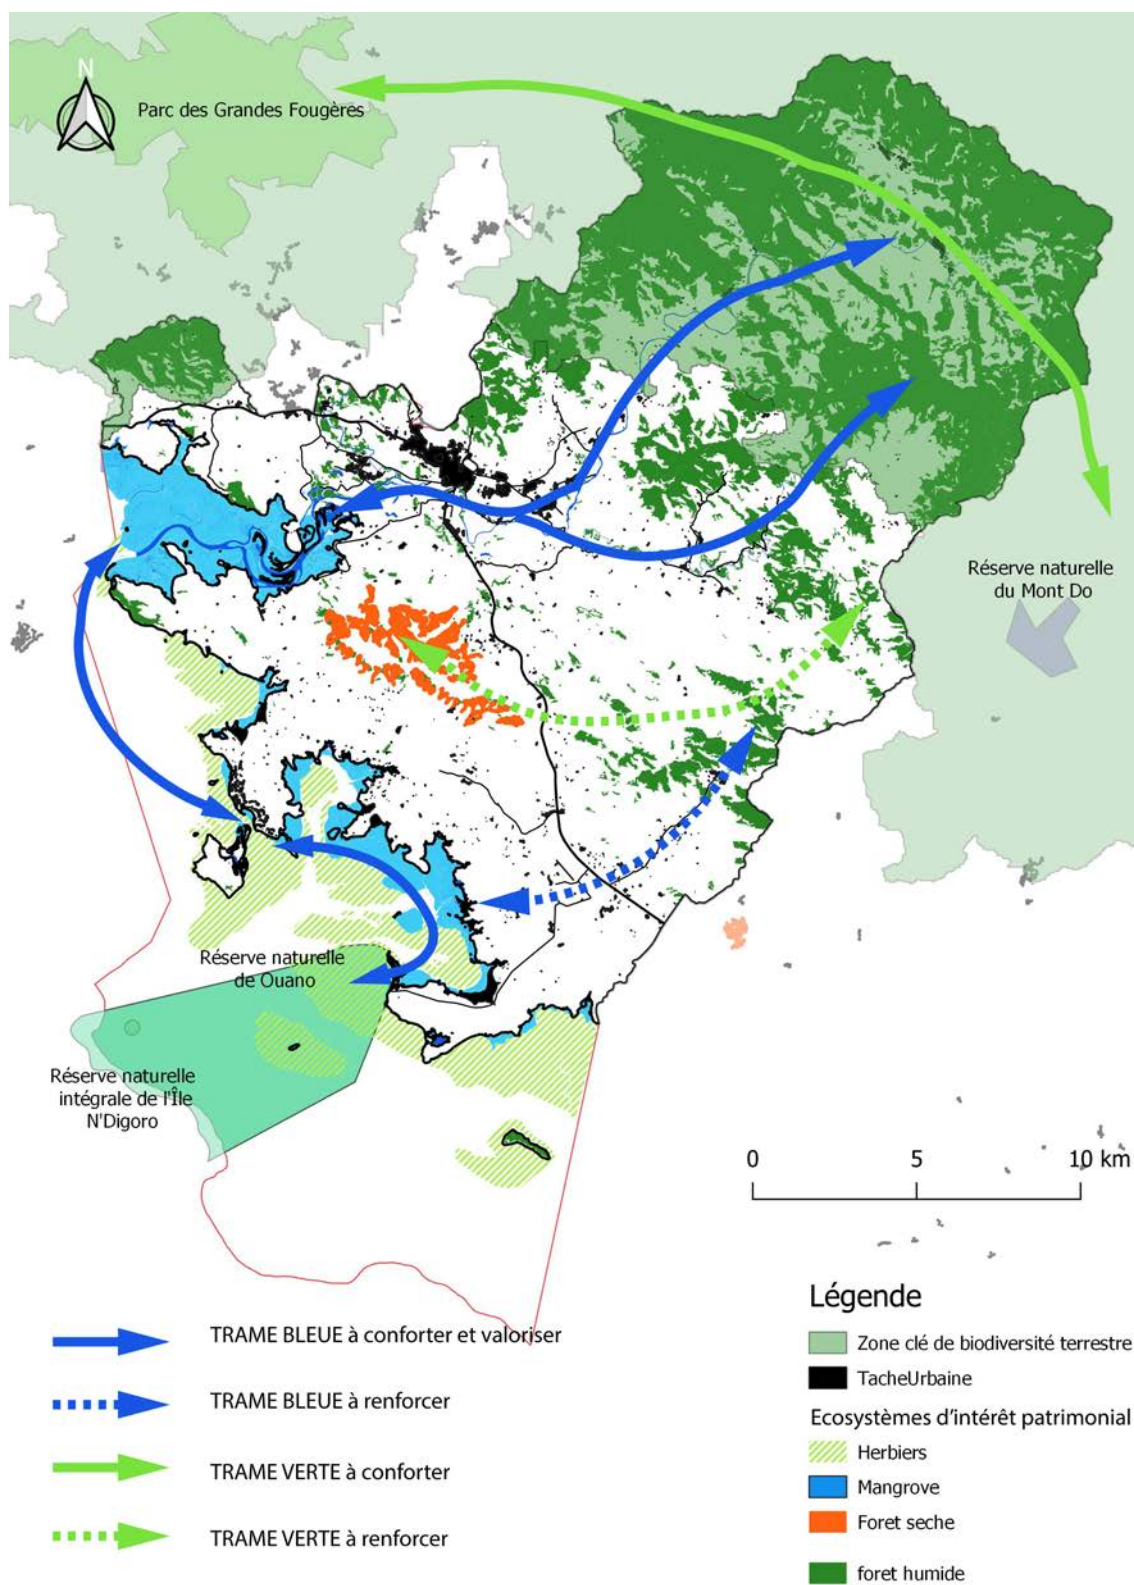 N
Parc des Grandes Fougères
Réserve naturelle
du Mont Do
Réserve naturelle
de Ouano
Réserve naturelle
intégrale de l'Île
N'Digoro
0 5 10 km
TRAME BLEUE à conforter et valoriser
TRAME BLEUE à renforcer
TRAME VERTE à conforter
TRAME VERTE à renforcer
Légende
Zone clé de biodiversité terrestre
TacheUrbaine
Ecosystèmes d'intérêt patrimonial
Herbiers
Mangrove
Foret seche
foret humide